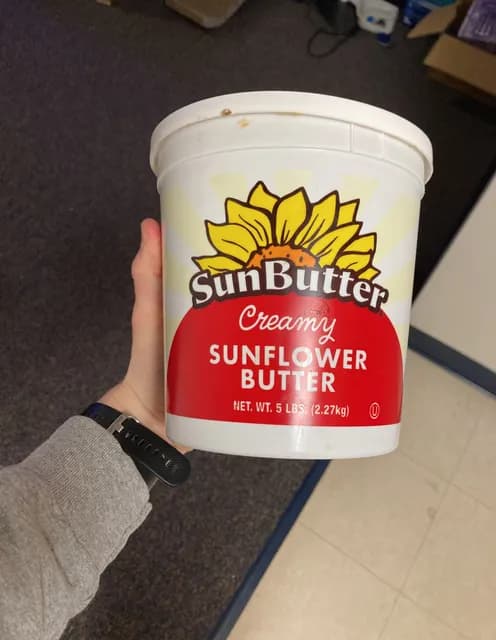 SunButter
Creamy
SUNFLOWER
BUTTER
NET. WT. 5 LBS. (2.27kg) Ⓤ